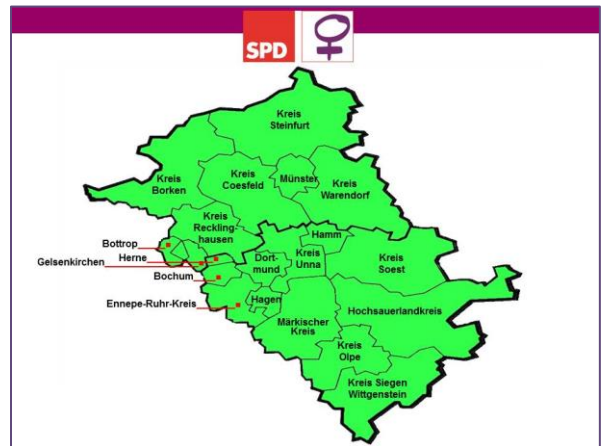 SPD
Kreis
Steinfurt
Kreis
Borken
Kreis
Coesfeld
Münster
Kreis
Warendorf
Kreis
Reckling-
hausen
Bottrop
Gelsenkirchen
Herne
Bochum
Ennepe-Ruhr-Kreis
Hamm
Dort-
mund
Kreis
Unna
Kreis
Soest
Hagen
Märkischer
Kreis
Hochsauerlandkreis
Kreis
Olpe
Kreis Siegen
Wittgenstein